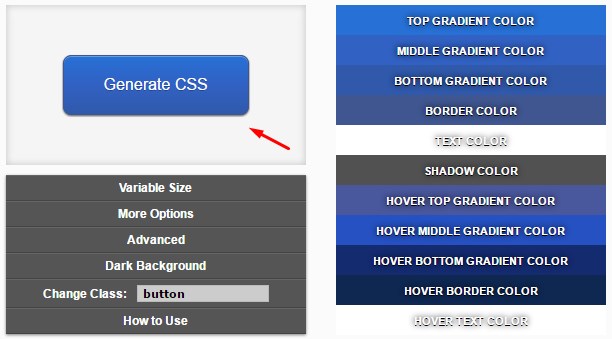 Generate CSS
Variable Size
More Options
Advanced
Dark Background
Change Class: button
How to Use
TOP GRADIENT COLOR
MIDDLE GRADIENT COLOR
BOTTOM GRADIENT COLOR
BORDER COLOR
TEXT COLOR
SHADOW COLOR
HOVER TOP GRADIENT COLOR
HOVER MIDDLE GRADIENT COLOR
HOVER BOTTOM GRADIENT COLOR
HOVER BORDER COLOR
HOVER TEXT COLOR